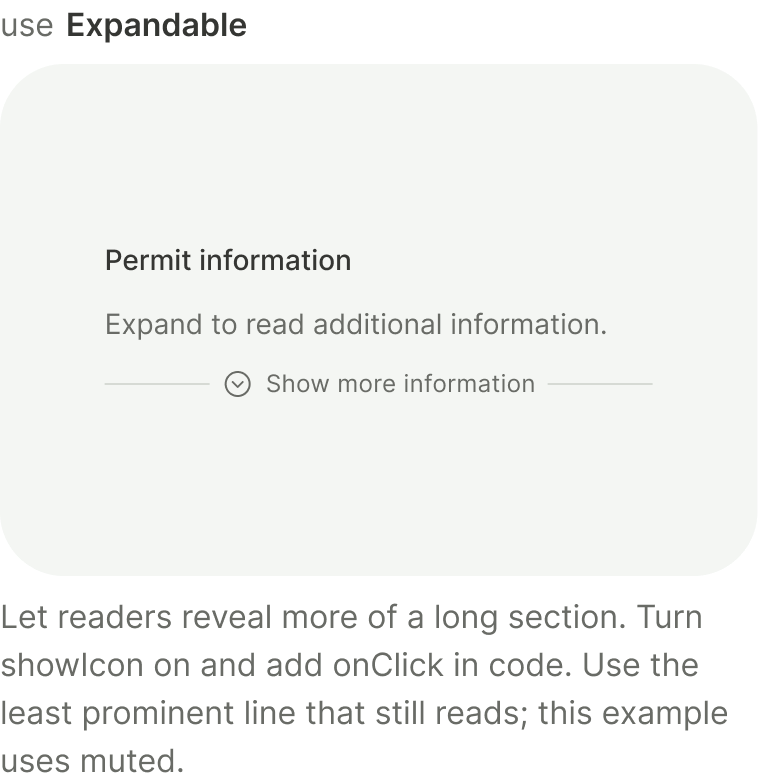 use Expandable
Permit information
Expand to read additional information.
Show more information
Let readers reveal more of a long section. Turn
showIcon on and add onClick in code. Use the
least prominent line that still reads; this example
uses muted.